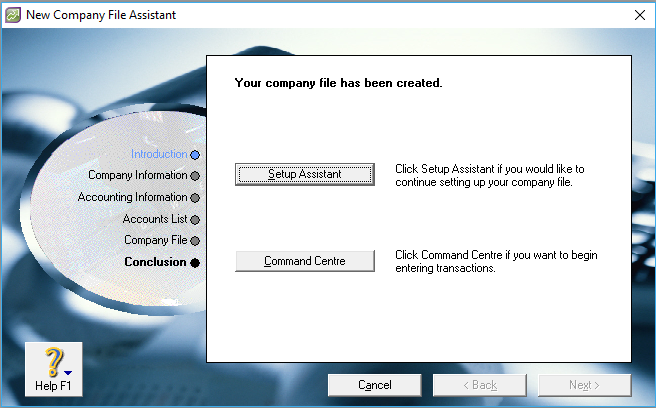 New Company File Assistant
Your company file has been created.
Introduction
Company Information
Accounting Information
Accounts List
Company File
Conclusion
Setup Assistant
Click Setup Assistant if you would like to
continue setting up your company file.
Command Centre
Click Command Centre if you want to begin
entering transactions.
Help F1
Cancel
< Back
Next >